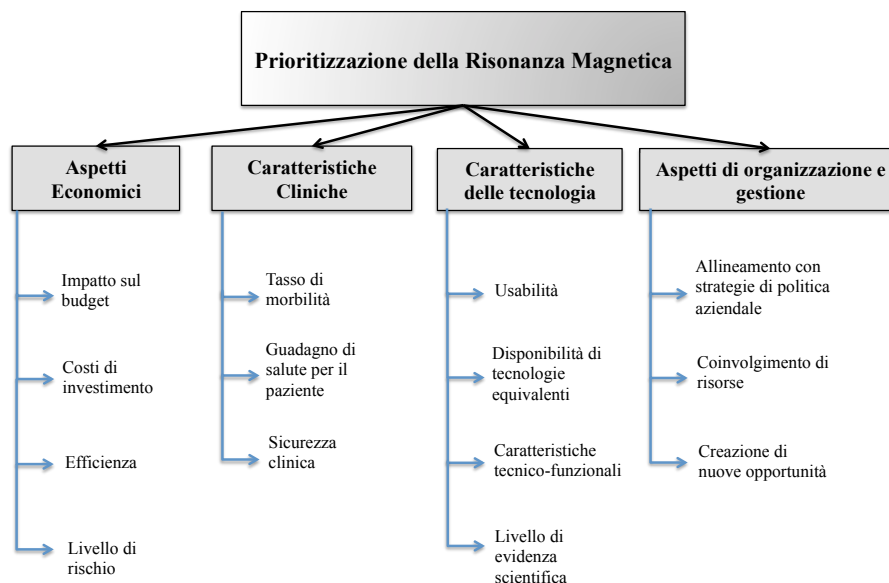 Prioritizzazione della Risonanza Magnetica
Aspetti
Economici
Impatto sul
budget
Costi di
investimento
Efficienza
Livello di
rischio
Caratteristiche
Cliniche
Tasso di
morbilità
Guadagno di
salute per il
paziente
Sicurezza
clinica
Caratteristiche
delle tecnologia
Usabilità
Disponibilità di
tecnologie
equivalenti
Caratteristiche
tecnico-funzionali
Livello di
evidenza
scientifica
Aspetti di organizzazione e
gestione
Allineamento con
strategie di politica
aziendale
Coinvolgimento di
risorse
Creazione di
nuove opportunità